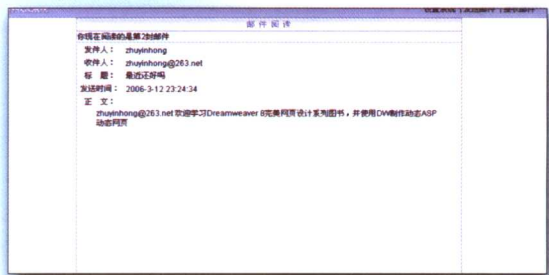 邮件阅读
你现在阅读的是第2封邮件
发件人： zhuyinhong
收件人： zhuyinhong@263.net
标 题： 最近还好吗
发送时间： 2006-3-12 23:24:34
正 文：
zhuyinhong@263.net 欢迎学习Dreamweaver 8完美网页设计系列图书，并使用DW制作动态ASP
动态网页